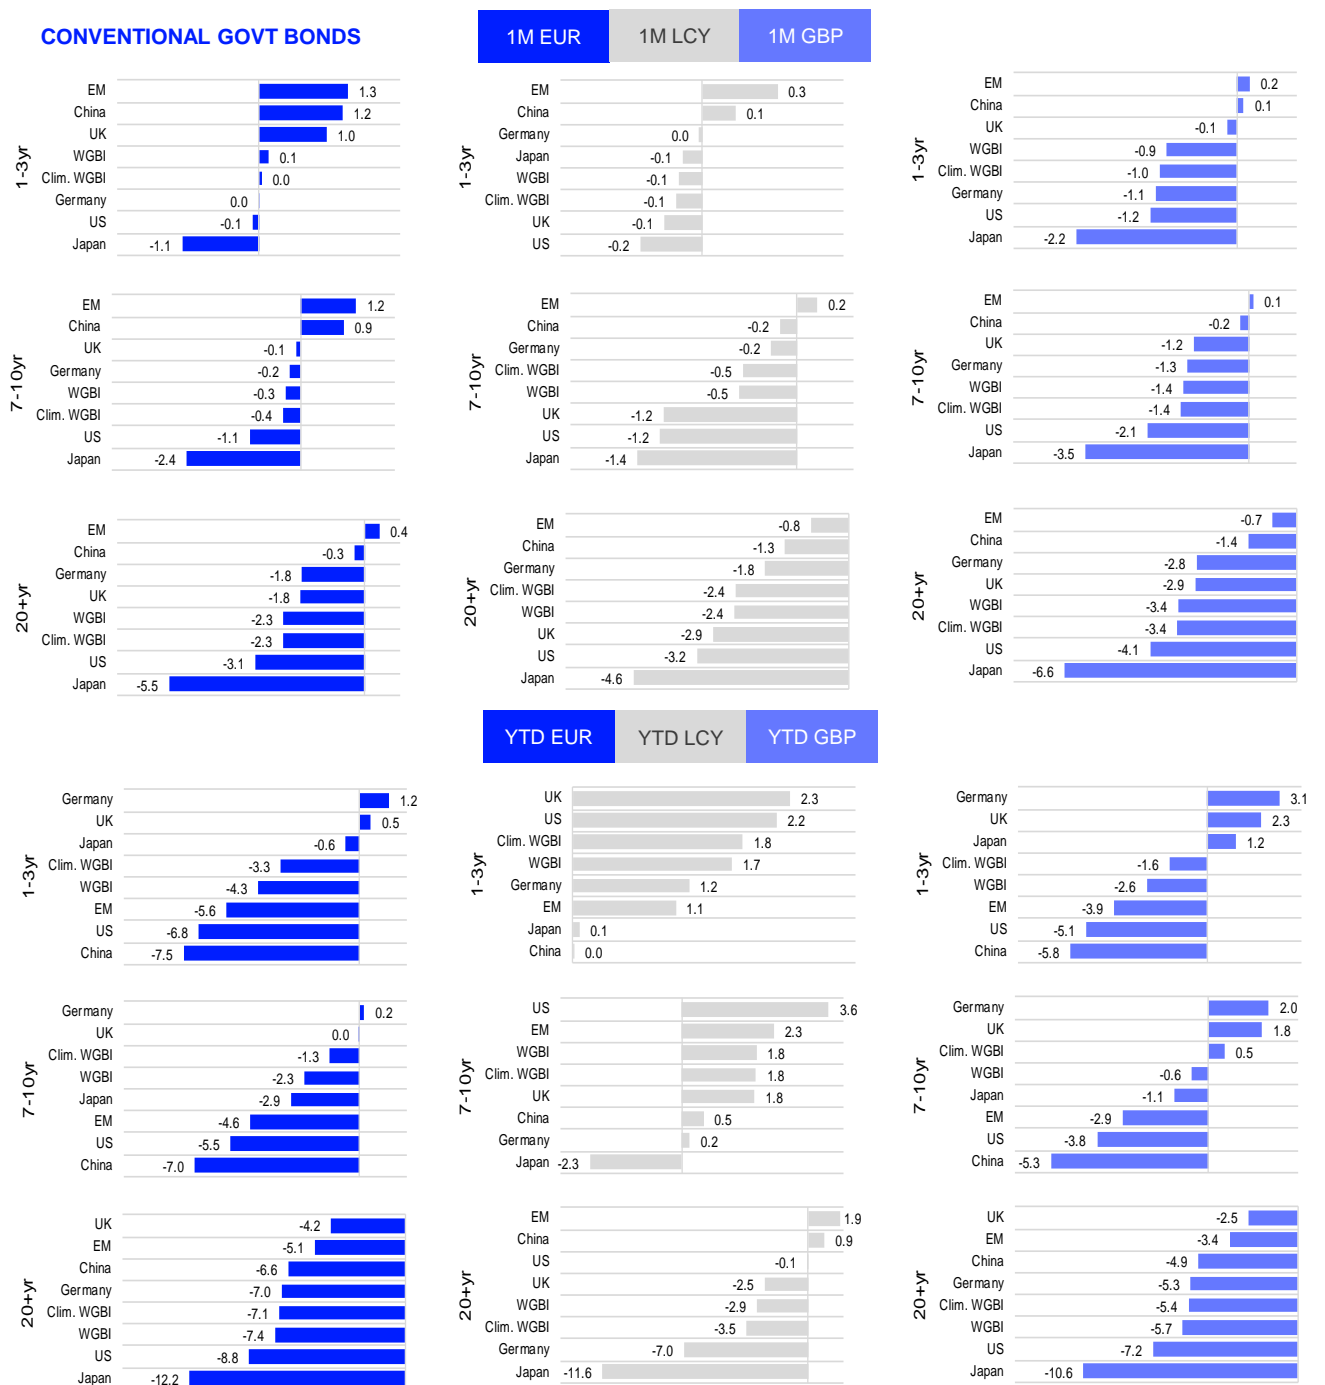 CONVENTIONAL GOVT BONDS
1M EUR
1M LCY
1M GBP
1-3yr
EM 1.3
China 1.2
UK 1.0
WGBI 0.1
Clim. WGBI 0.0
Germany 0.0
US -0.1
Japan -1.1
1-3yr
EM 0.3
China 0.1
Germany 0.0
Japan -0.1
WGBI -0.1
Clim. WGBI -0.1
UK -0.1
US -0.2
1-3yr
EM 0.2
China 0.1
UK -0.1
WGBI -0.9
Clim. WGBI -1.0
Germany -1.1
US -1.2
Japan -2.2
7-10yr
EM 1.2
China 0.9
UK -0.1
Germany -0.2
WGBI -0.3
Clim. WGBI -0.4
US -1.1
Japan -2.4
7-10yr
EM 0.2
China -0.2
Germany -0.2
Clim. WGBI -0.5
WGBI -0.5
UK -1.2
US -1.2
Japan -1.4
7-10yr
EM 0.1
China -0.2
UK -1.2
Germany -1.3
WGBI -1.4
Clim. WGBI -1.4
US -2.1
Japan -3.5
20+yr
EM 0.4
China -0.3
Germany -1.8
UK -1.8
WGBI -2.3
Clim. WGBI -2.3
US -3.1
Japan -5.5
20+yr
EM -0.8
China -1.3
Germany -1.8
Clim. WGBI -2.4
WGBI -2.4
UK -2.9
US -3.2
Japan -4.6
20+yr
EM -0.7
China -1.4
Germany -2.8
UK -2.9
WGBI -3.4
Clim. WGBI -3.4
US -4.1
Japan -6.6
YTD EUR
YTD LCY
YTD GBP
1-3yr
Germany 1.2
UK 0.5
Japan -0.6
Clim. WGBI -3.3
WGBI -4.3
EM -5.6
US -6.8
China -7.5
1-3yr
UK 2.3
US 2.2
Clim. WGBI 1.8
WGBI 1.7
Germany 1.2
EM 1.1
Japan 0.1
China 0.0
1-3yr
Germany 3.1
UK 2.3
Japan 1.2
Clim. WGBI -1.6
WGBI -2.6
EM -3.9
US -5.1
China -5.8
7-10yr
Germany 0.2
UK 0.0
Clim. WGBI -1.3
WGBI -2.3
Japan -2.9
EM -4.6
US -5.5
China -7.0
7-10yr
US 3.6
EM 2.3
WGBI 1.8
Clim. WGBI 1.8
UK 1.8
China 0.5
Germany 0.2
Japan -2.3
7-10yr
Germany 2.0
UK 1.8
Clim. WGBI 0.5
WGBI -0.6
Japan -1.1
EM -2.9
US -3.8
China -5.3
20+yr
UK -4.2
EM -5.1
China -6.6
Germany -7.0
Clim. WGBI -7.1
WGBI -7.4
US -8.8
Japan -12.2
20+yr
EM 1.9
China 0.9
US -0.1
UK -2.5
WGBI -2.9
Clim. WGBI -3.5
Germany -7.0
Japan -11.6
20+yr
UK -2.5
EM -3.4
China -4.9
Germany -5.3
Clim. WGBI -5.4
WGBI -5.7
US -7.2
Japan -10.6